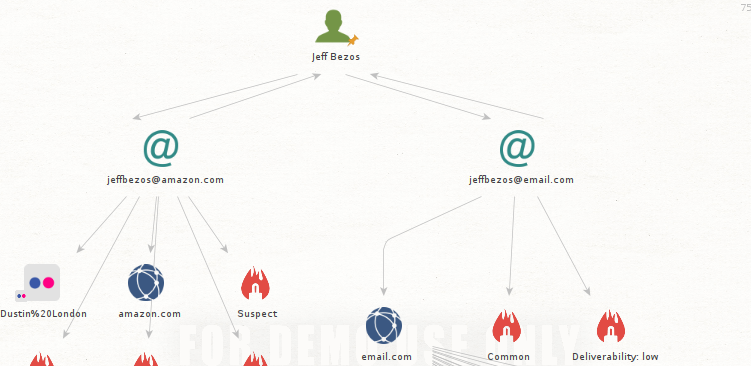 75
Jeff Bezos
jeffbezos@amazon.com
jeffbezos@email.com
Dustin%20London
amazon.com
Suspect
FOR DEMO USE ONLY
email.com
Common
Deliverability: low